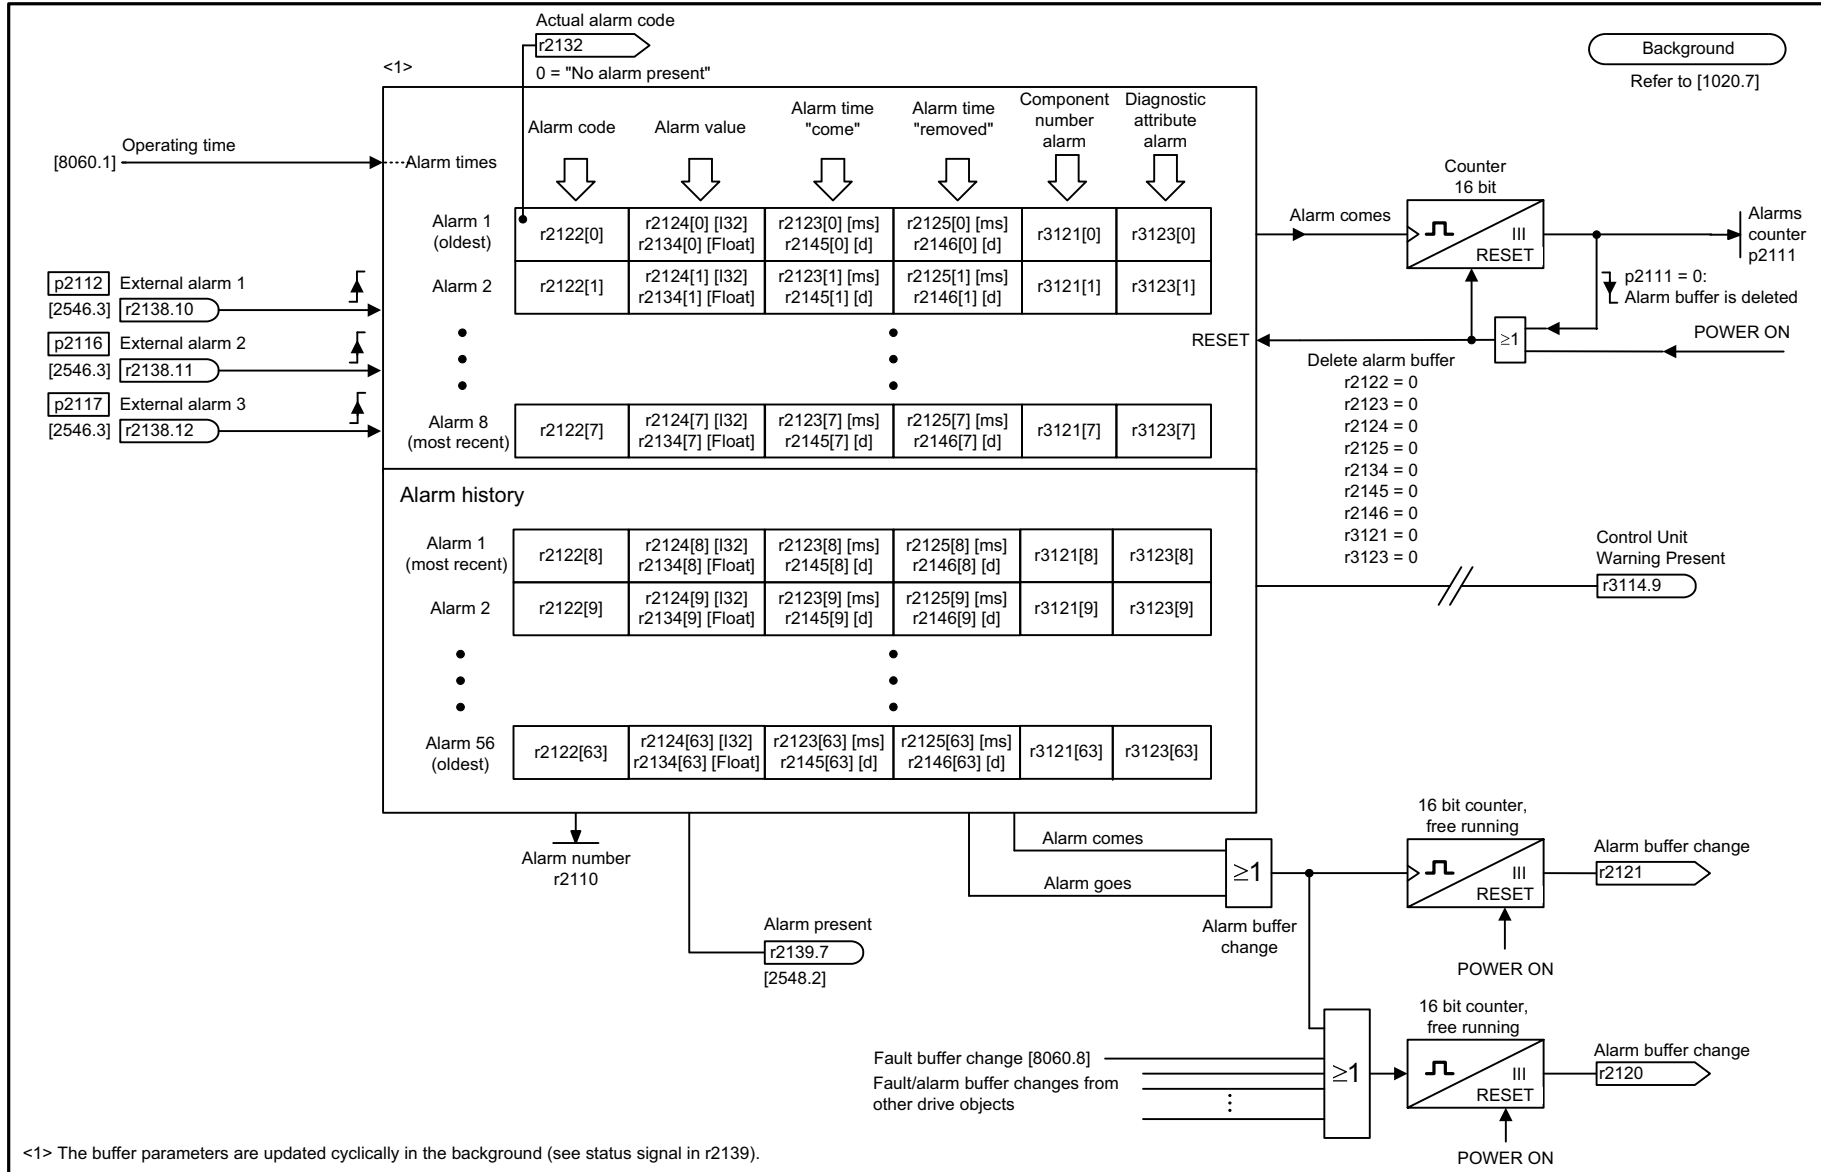 Actual alarm code
r2132
0 = "No alarm present"
<1>
Background
Refer to [1020.7]
Operating time
[8060.1]
Alarm times
Alarm code
Alarm value
Alarm time
"come"
Alarm time
"removed"
Component
number
alarm
Diagnostic
attribute
alarm
Alarm 1
(oldest)
r2122[0]
r2124[0] [I32]
r2134[0] [Float]
r2123[0] [ms]
r2145[0] [d]
r2125[0] [ms]
r2146[0] [d]
r3121[0]
r3123[0]
Alarm 2
r2122[1]
r2124[1] [I32]
r2134[1] [Float]
r2123[1] [ms]
r2145[1] [d]
r2125[1] [ms]
r2146[1] [d]
r3121[1]
r3123[1]
Alarm 8
(most recent)
r2122[7]
r2124[7] [I32]
r2134[7] [Float]
r2123[7] [ms]
r2145[7] [d]
r2125[7] [ms]
r2146[7] [d]
r3121[7]
r3123[7]
p2112
External alarm 1
[2546.3]
r2138.10
p2116
External alarm 2
[2546.3]
r2138.11
p2117
External alarm 3
[2546.3]
r2138.12
Alarm comes
Counter
16 bit
III
RESET
Alarms
counter
p2111
p2111 = 0:
Alarm buffer is deleted
POWER ON
≥1
RESET
Delete alarm buffer
r2122 = 0
r2123 = 0
r2124 = 0
r2125 = 0
r2134 = 0
r2145 = 0
r2146 = 0
r3121 = 0
r3123 = 0
Control Unit
Warning Present
r3114.9
Alarm history
Alarm 1
(most recent)
r2122[8]
r2124[8] [I32]
r2134[8] [Float]
r2123[8] [ms]
r2145[8] [d]
r2125[8] [ms]
r2146[8] [d]
r3121[8]
r3123[8]
Alarm 2
r2122[9]
r2124[9] [I32]
r2134[9] [Float]
r2123[9] [ms]
r2145[9] [d]
r2125[9] [ms]
r2146[9] [d]
r3121[9]
r3123[9]
Alarm 56
(oldest)
r2122[63]
r2124[63] [I32]
r2134[63] [Float]
r2123[63] [ms]
r2145[63] [d]
r2125[63] [ms]
r2146[63] [d]
r3121[63]
r3123[63]
Alarm number
r2110
Alarm present
r2139.7
[2548.2]
Alarm comes
Alarm goes
≥1
Alarm buffer
change
16 bit counter,
free running
III
RESET
POWER ON
Alarm buffer change
r2121
Fault buffer change [8060.8]
Fault/alarm buffer changes from
other drive objects
≥1
16 bit counter,
free running
III
RESET
POWER ON
Alarm buffer change
r2120
<1> The buffer parameters are updated cyclically in the background (see status signal in r2139).